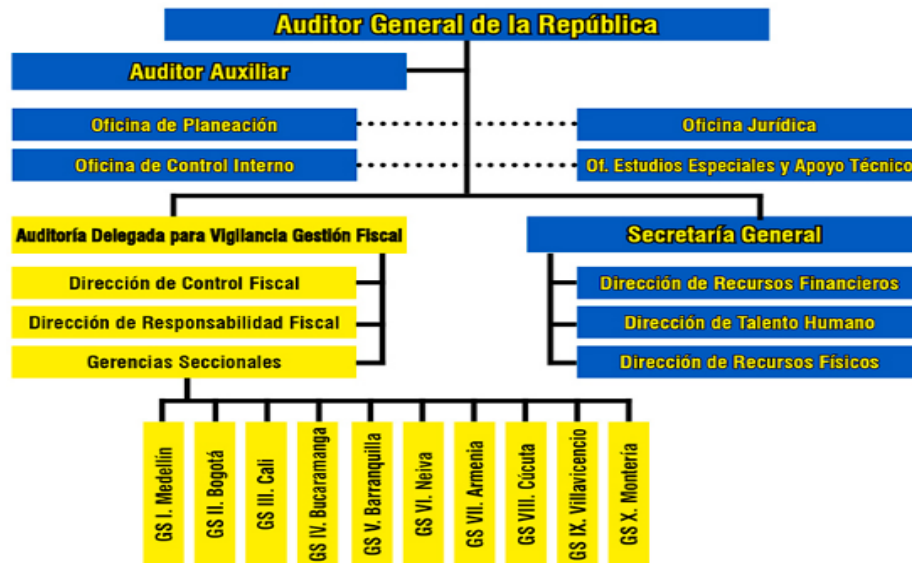 Auditor General de la República
Auditor Auxiliar
Oficina de Planeación
Oficina Jurídica
Oficina de Control Interno
Of. Estudios Especiales y Apoyo Técnico
Auditoría Delegada para Vigilancia Gestión Fiscal
Secretaría General
Dirección de Control Fiscal
Dirección de Recursos Financieros
Dirección de Responsabilidad Fiscal
Dirección de Talento Humano
Gerencias Seccionales
Dirección de Recursos Físicos
GS I. Medellín
GS II. Bogotá
GS III. Cali
GS IV. Bucaramanga
GS V. Barranquilla
GS VI. Neiva
GS VII. Armenia
GS VIII. Cúcuta
GS IX. Villavicencio
GS X. Montería